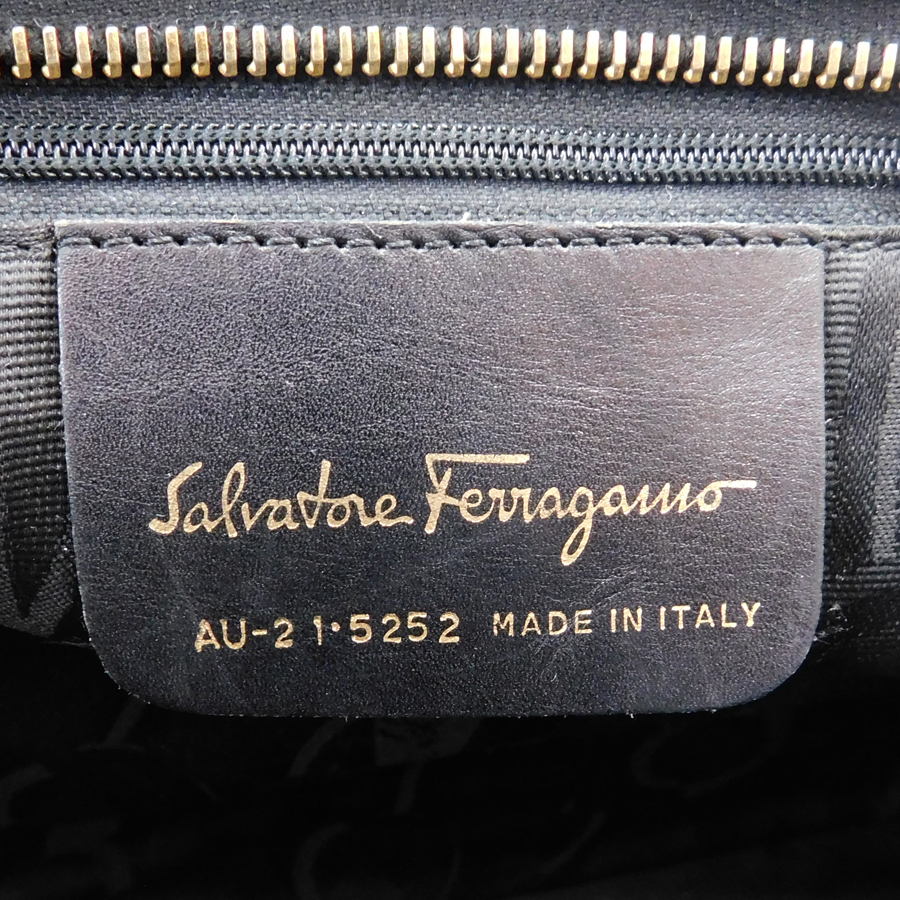 Salvatore Ferragamo
AU-21·5252 MADE IN ITALY